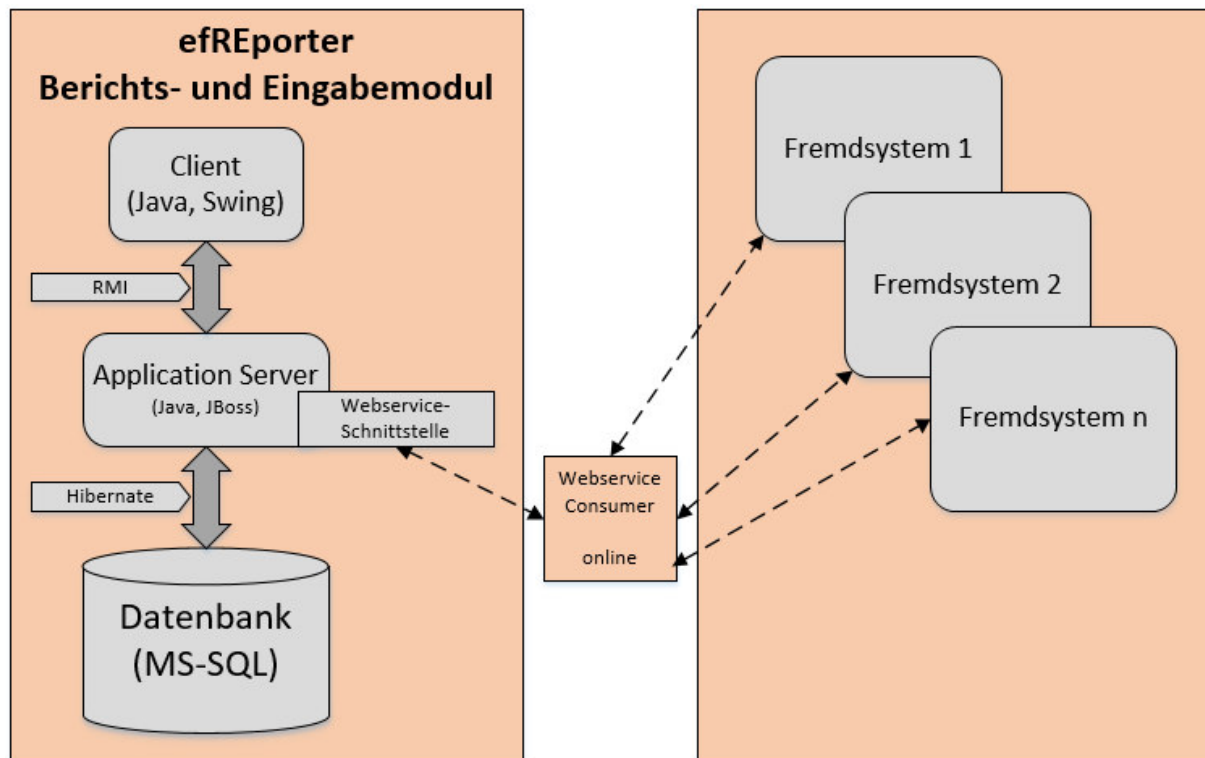 efREporter
Berichts- und Eingabemodul
Client
(Java, Swing)
RMI
Application Server
(Java, JBoss)
Webservice-
Schnittstelle
Hibernate
Datenbank
(MS-SQL)
Webservice
Consumer
online
Fremdsystem 1
Fremdsystem 2
Fremdsystem n